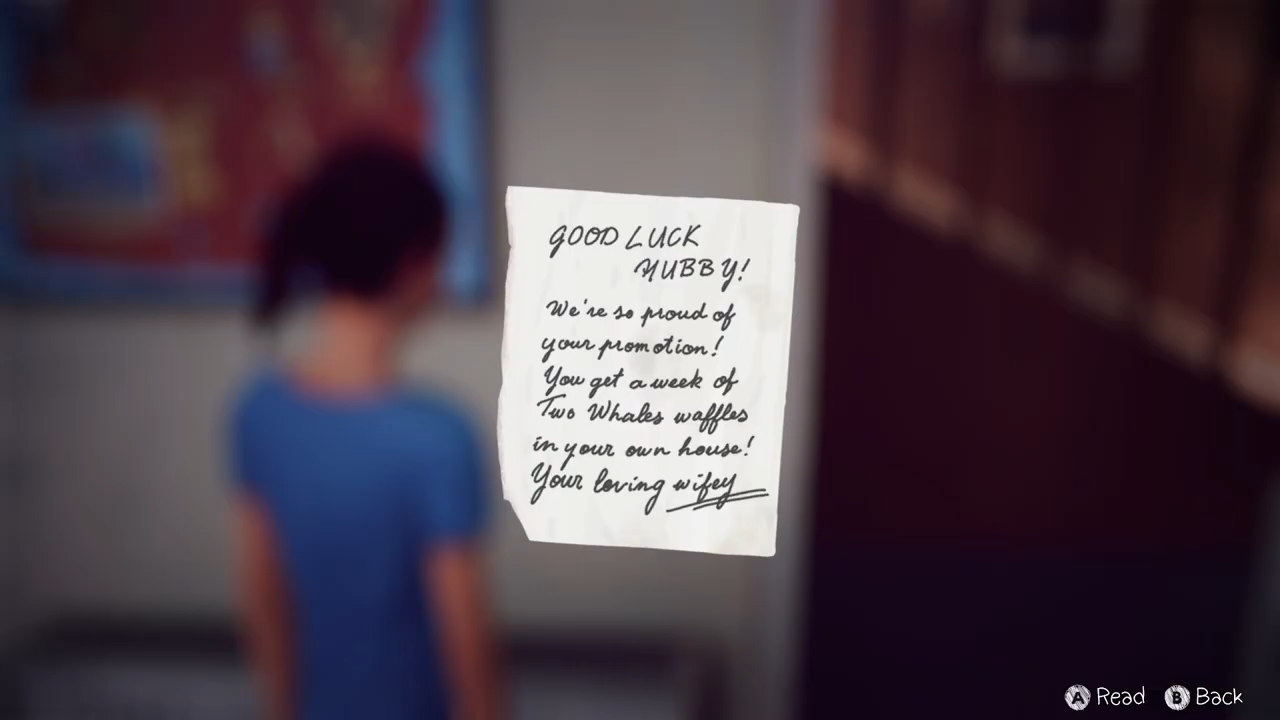 GOOD LUCK
HUBBY!
We're so proud of
your promotion!
You get a week of
Two Whales waffles
in your own house!
Your loving wifey
A Read B Back